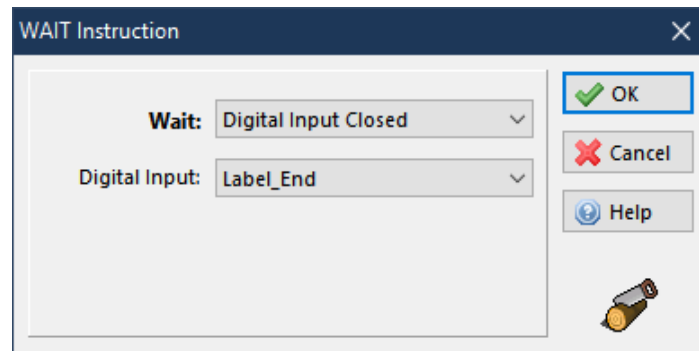 WAIT Instruction
Wait: Digital Input Closed
Digital Input: Label_End
OK
Cancel
Help